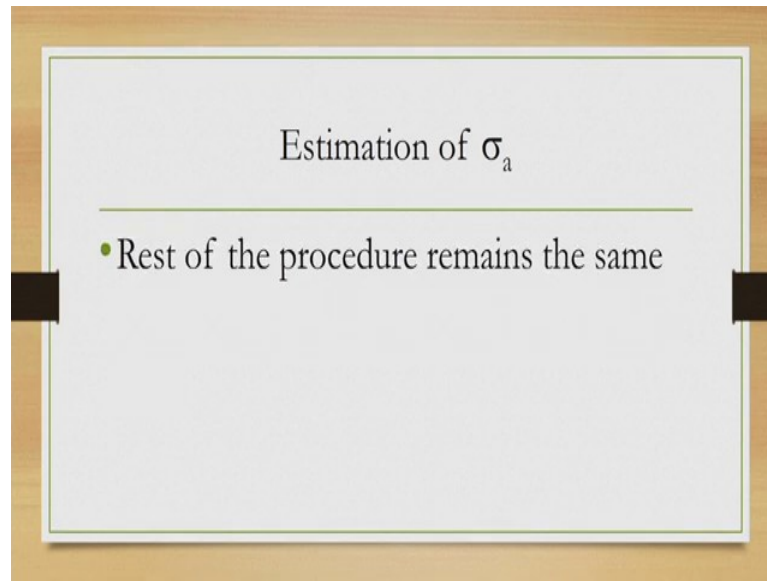 Estimation of σₐ
•Rest of the procedure remains the same